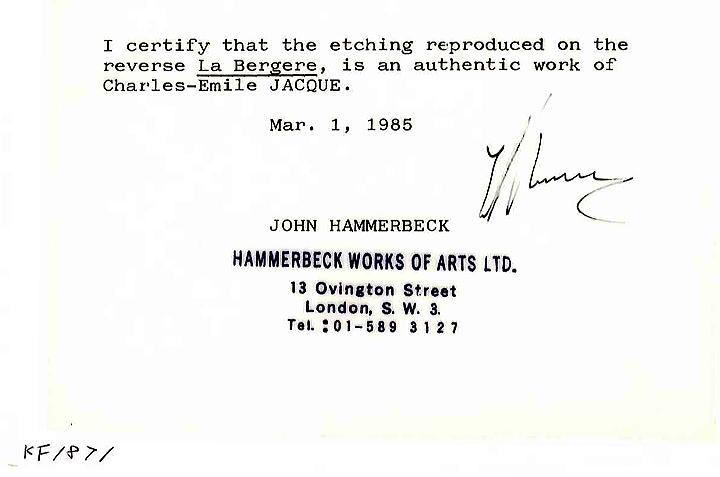 I certify that the etching reproduced on the
reverse La Bergere, is an authentic work of
Charles-Emile JACQUE.
Mar. 1, 1985
JOHN HAMMERBECK
HAMMERBECK WORKS OF ARTS LTD.
13 Ovington Street
London, S. W. 3.
Tel. : 01-589 3127
KF/871